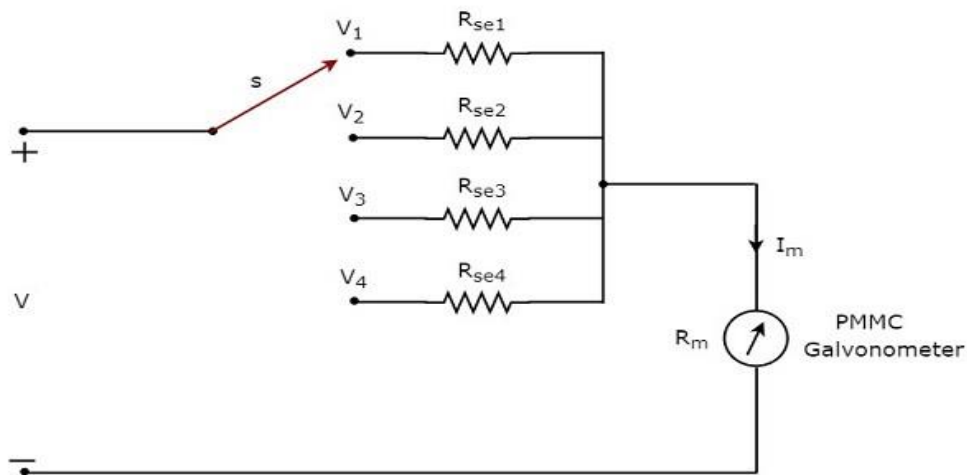 V1
Rse1
s
V2
Rse2
+
V3
Rse3
Im
V4
Rse4
V
Rm
PMMC
Galvonometer
−